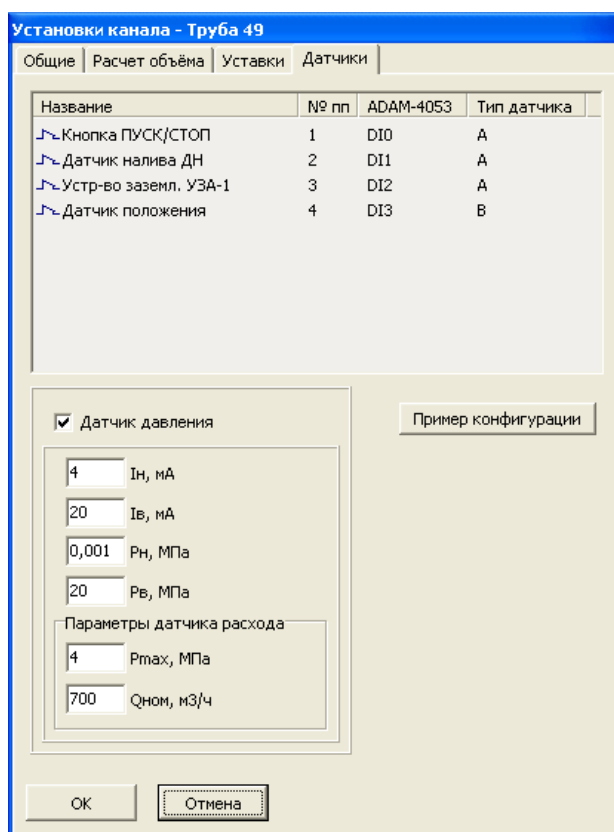 Установки канала - Труба 49
Общие Расчет объёма Уставки Датчики
Название № пп ADAM-4053 Тип датчика
Кнопка ПУСК/СТОП 1 DI0 A
Датчик налива ДН 2 DI1 A
Устр-во заземл. УЗА-1 3 DI2 A
Датчик положения 4 DI3 B
Датчик давления Пример конфигурации
4 Iн, мА
20 Iв, мА
0,001 Pн, МПа
20 Pв, МПа
Параметры датчика расхода
4 Pmax, МПа
700 Qном, м3/ч
OK Отмена